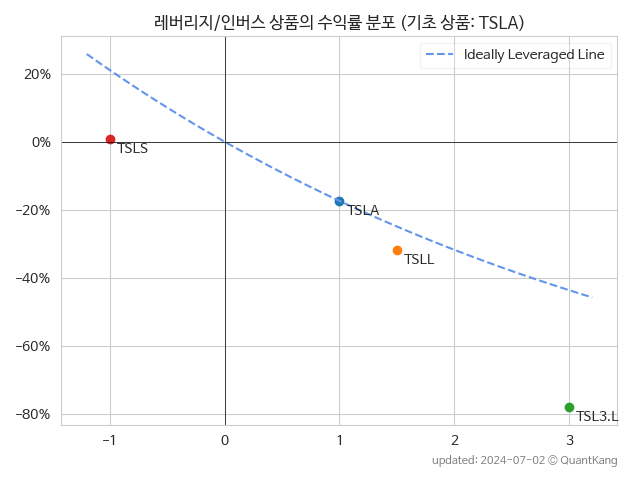 레버리지/인버스 상품의 수익률 분포 (기초 상품: TSLA)
Ideally Leveraged Line
20%
0%
−20%
−40%
−60%
−80%
TSLS
TSLA
TSLL
TSL3.L
−1
0
1
2
3
updated: 2024-07-02 © QuantKang